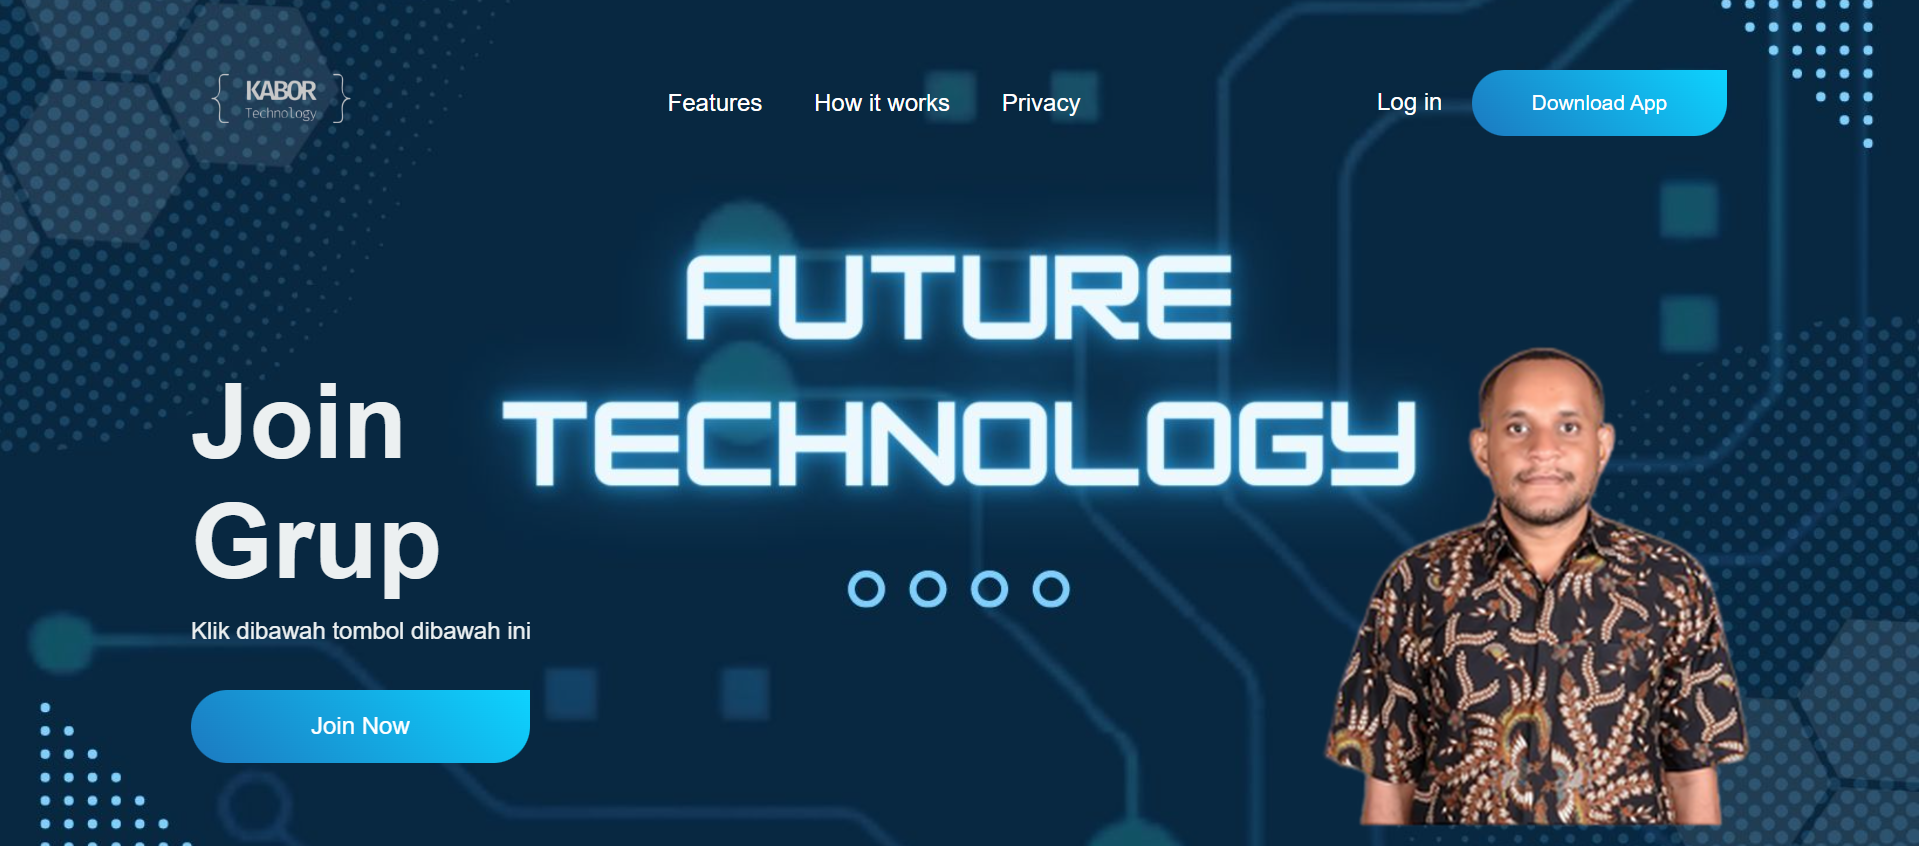 KABOR
Technology
Features
How it works
Privacy
Log in
Download App
FUTURE
TECHNOLOGY
Join
Grup
Klik dibawah tombol dibawah ini
Join Now